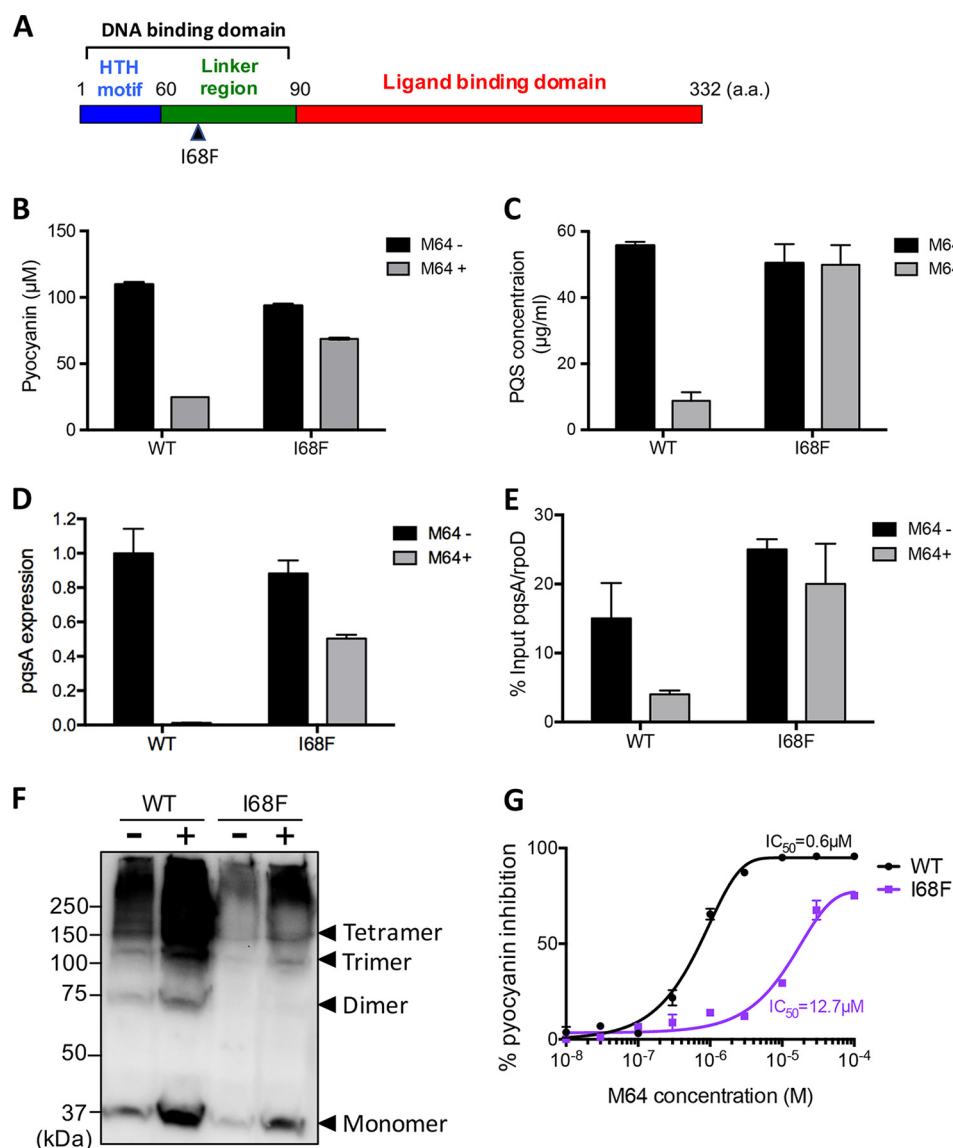 A
DNA binding domain
HTH motif
Linker region
Ligand binding domain
1 60 90 332 (a.a.)
I68F
B
Pyocyanin (µM)
150
100
50
0
WT I68F
M64 -
M64 +
C
PQS concentraion
(µg/ml)
60
40
20
0
WT I68F
M64
M64
D
pqsA expression
1.2
1.0
0.8
0.6
0.4
0.2
0.0
WT I68F
M64 -
M64+
E
% Input pqsA/rpoD
30
20
10
0
WT I68F
M64 -
M64+
F
WT I68F
- + - +
250
150
100
75
50
37
(kDa)
Tetramer
Trimer
Dimer
Monomer
G
% pyocyanin inhibition
100
50
0
10⁻⁸ 10⁻⁷ 10⁻⁶ 10⁻⁵ 10⁻⁴
M64 concentration (M)
IC₅₀=0.6µM
IC₅₀=12.7µM
WT
I68F